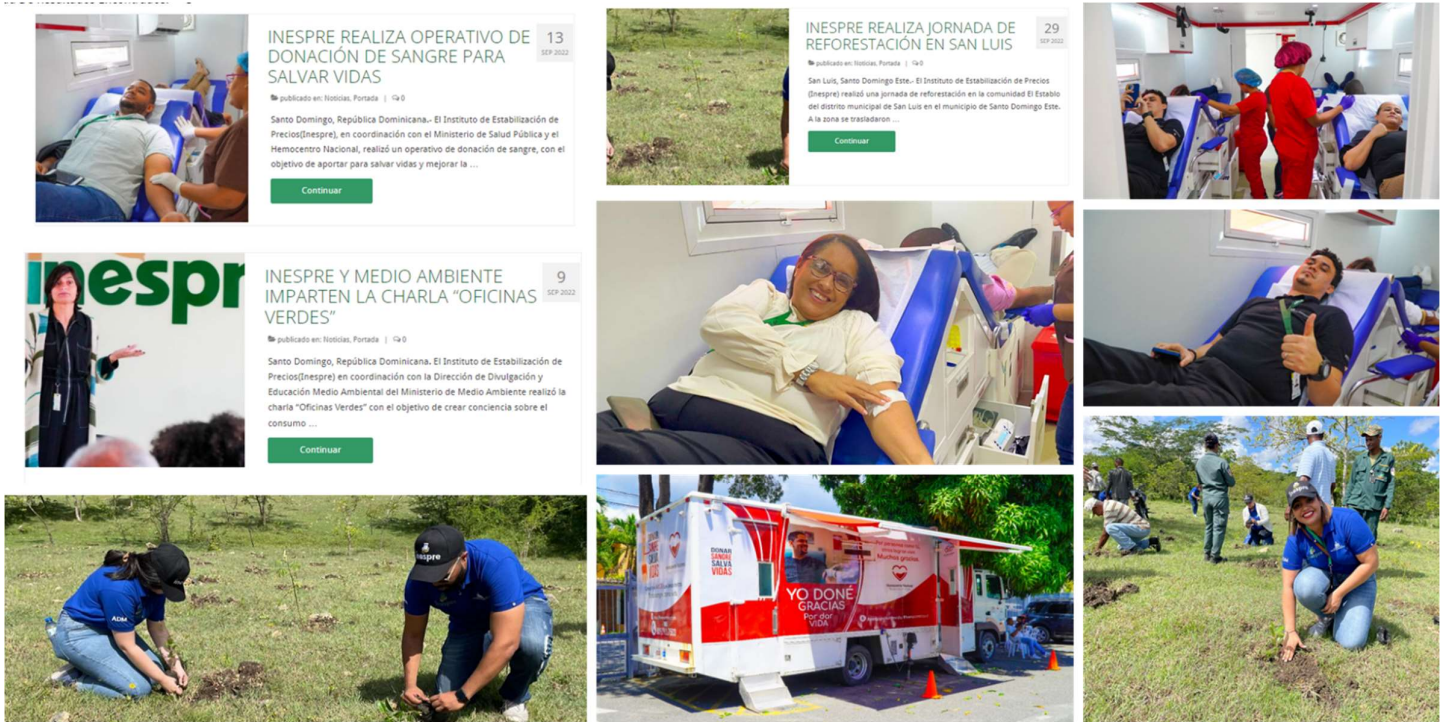 INESPRE REALIZA OPERATIVO DE
DONACIÓN DE SANGRE PARA
SALVAR VIDAS
13
SEP 2022
publicado en: Noticias, Portada | 0
Santo Domingo, República Dominicana.- El Instituto de Estabilización de
Precios(Inespre), en coordinación con el Ministerio de Salud Pública y el
Hemocentro Nacional, realizó un operativo de donación de sangre, con el
objetivo de aportar para salvar vidas y mejorar la ...
Continuar
inespr
INESPRE Y MEDIO AMBIENTE
IMPARTEN LA CHARLA “OFICINAS
VERDES”
9
SEP 2022
publicado en: Noticias, Portada | 0
Santo Domingo, República Dominicana. El Instituto de Estabilización de
Precios(Inespre) en coordinación con la Dirección de Divulgación y
Educación Medio Ambiental del Ministerio de Medio Ambiente realizó la
charla “Oficinas Verdes” con el objetivo de crear conciencia sobre el
consumo ...
Continuar
ADM
inespre
INESPRE REALIZA JORNADA DE
REFORESTACIÓN EN SAN LUIS
29
SEP 2022
publicado en: Noticias, Portada | 0
San Luis, Santo Domingo Este.- El Instituto de Estabilización de Precios
(Inespre) realizó una jornada de reforestación en la comunidad El Establo
del distrito municipal de San Luis en el municipio de Santo Domingo Este.
A la zona se trasladaron ...
Continuar
DONAR
SANGRE
SALVA
VIDAS
Muchas gracias.
YO DONÉ
GRACIAS
Por dar
VIDA